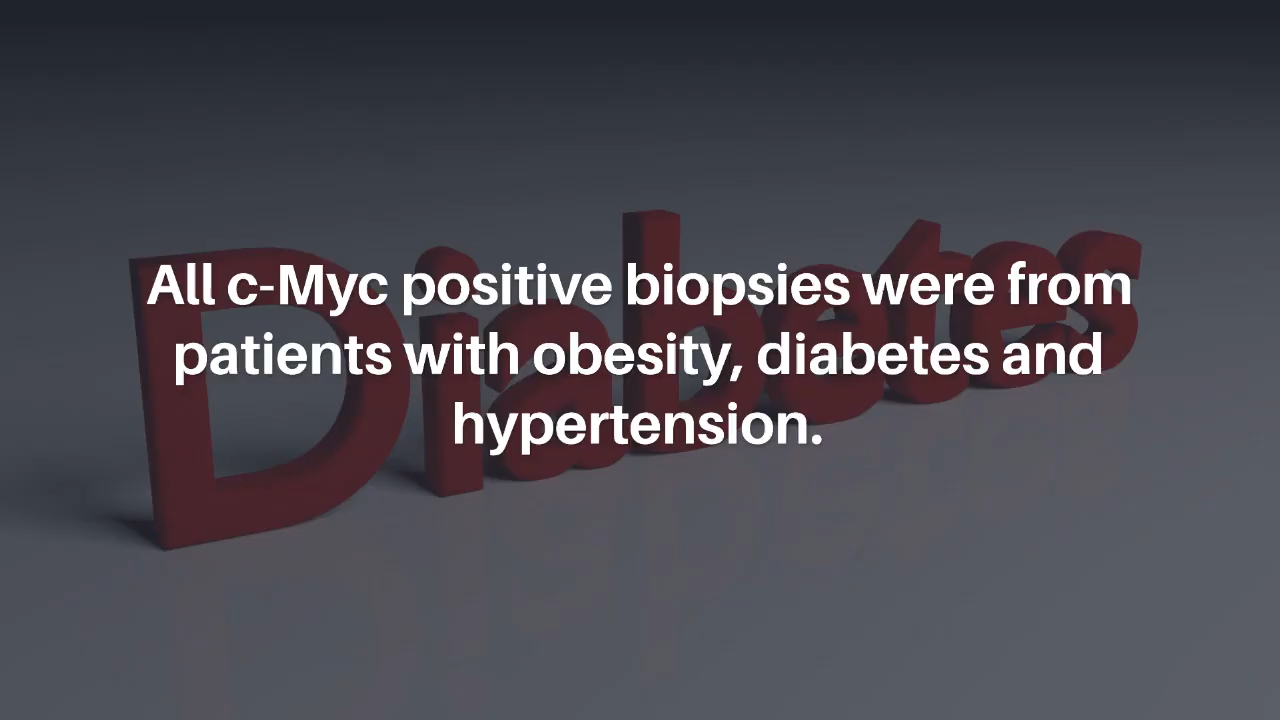 Diabetes
All c-Myc positive biopsies were from
patients with obesity, diabetes and
hypertension.